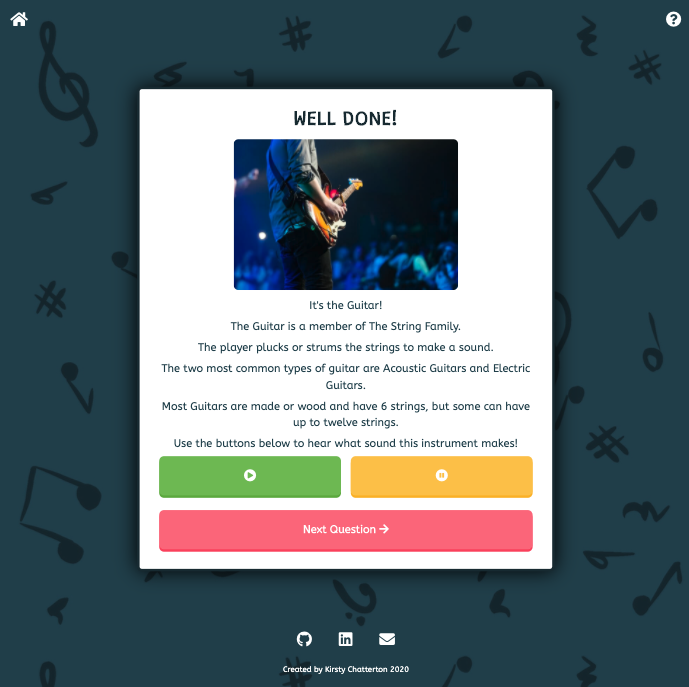 WELL DONE!
It's the Guitar!
The Guitar is a member of The String Family.
The player plucks or strums the strings to make a sound.
The two most common types of guitar are Acoustic Guitars and Electric
Guitars.
Most Guitars are made or wood and have 6 strings, but some can have
up to twelve strings.
Use the buttons below to hear what sound this instrument makes!
Next Question →
Created by Kirsty Chatterton 2020